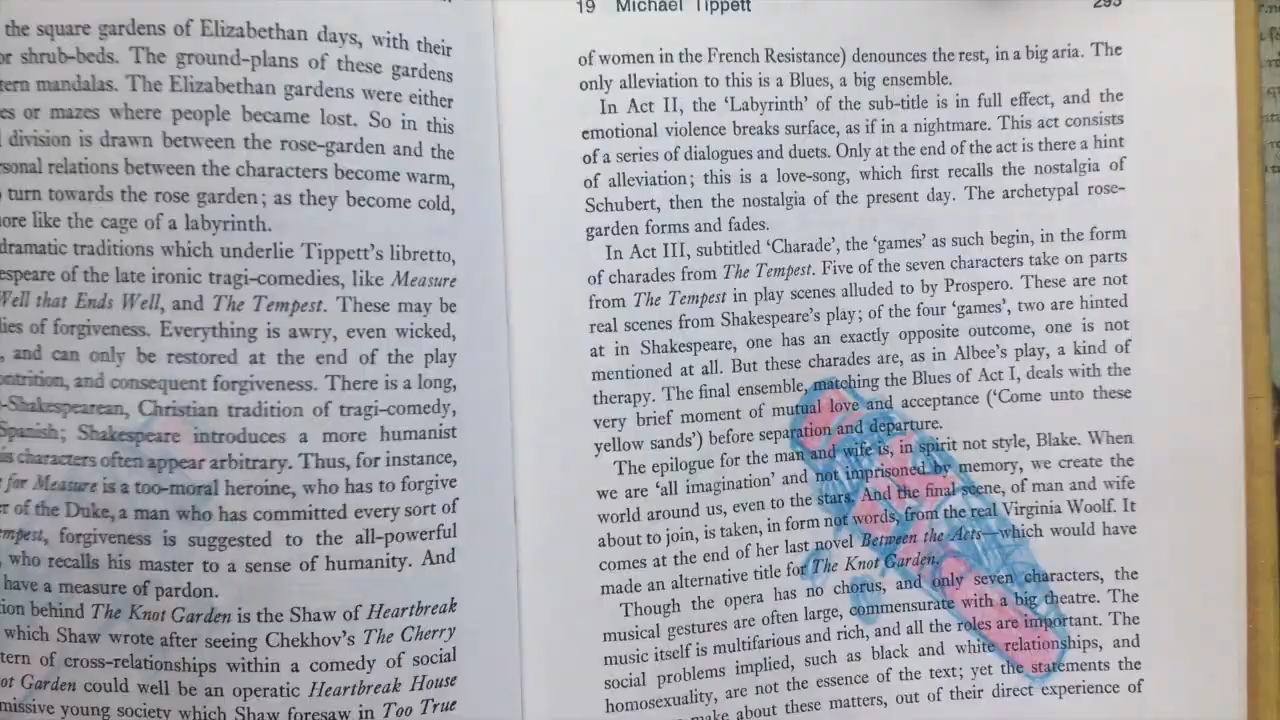 the square gardens of Elizabethan days, with their
or shrub-beds. The ground-plans of these gardens
tern mandalas. The Elizabethan gardens were either
es or mazes where people became lost. So in this
division is drawn between the rose-garden and the
rsonal relations between the characters become warm,
turn towards the rose garden; as they become cold,
ore like the cage of a labyrinth.
dramatic traditions which underlie Tippett's libretto,
espeare of the late ironic tragi-comedies, like Measure
Well that Ends Well, and The Tempest. These may be
lies of forgiveness. Everything is awry, even wicked,
, and can only be restored at the end of the play
ontrition, and consequent forgiveness. There is a long,
-Shakespearean, Christian tradition of tragi-comedy,
Spanish; Shakespeare introduces a more humanist
is characters often appear arbitrary. Thus, for instance,
for Measure is a too-moral heroine, who has to forgive
r of the Duke, a man who has committed every sort of
mpest, forgiveness is suggested to the all-powerful
who recalls his master to a sense of humanity. And
have a measure of pardon.
ion behind The Knot Garden is the Shaw of Heartbreak
which Shaw wrote after seeing Chekhov's The Cherry
tern of cross-relationships within a comedy of social
ot Garden could well be an operatic Heartbreak House
missive young society which Shaw foresaw in Too True
19 Michael Tippett 293
of women in the French Resistance) denounces the rest, in a big aria. The
only alleviation to this is a Blues, a big ensemble.
In Act II, the 'Labyrinth' of the sub-title is in full effect, and the
emotional violence breaks surface, as if in a nightmare. This act consists
of a series of dialogues and duets. Only at the end of the act is there a hint
of alleviation; this is a love-song, which first recalls the nostalgia of
Schubert, then the nostalgia of the present day. The archetypal rose-
garden forms and fades.
In Act III, subtitled 'Charade', the 'games' as such begin, in the form
of charades from The Tempest. Five of the seven characters take on parts
from The Tempest in play scenes alluded to by Prospero. These are not
real scenes from Shakespeare's play; of the four 'games', two are hinted
at in Shakespeare, one has an exactly opposite outcome, one is not
mentioned at all. But these charades are, as in Albee's play, a kind of
therapy. The final ensemble, matching the Blues of Act I, deals with the
very brief moment of mutual love and acceptance ('Come unto these
yellow sands') before separation and departure.
The epilogue for the man and wife is, in spirit not style, Blake. When
we are 'all imagination' and not imprisoned by memory, we create the
world around us, even to the stars. And the final scene, of man and wife
about to join, is taken, in form not words, from the real Virginia Woolf. It
comes at the end of her last novel Between the Acts—which would have
made an alternative title for The Knot Garden.
Though the opera has no chorus, and only seven characters, the
musical gestures are often large, commensurate with a big theatre. The
music itself is multifarious and rich, and all the roles are important. The
social problems implied, such as black and white relationships, and
homosexuality, are not the essence of the text; yet the statements the
make about these matters, out of their direct experience of